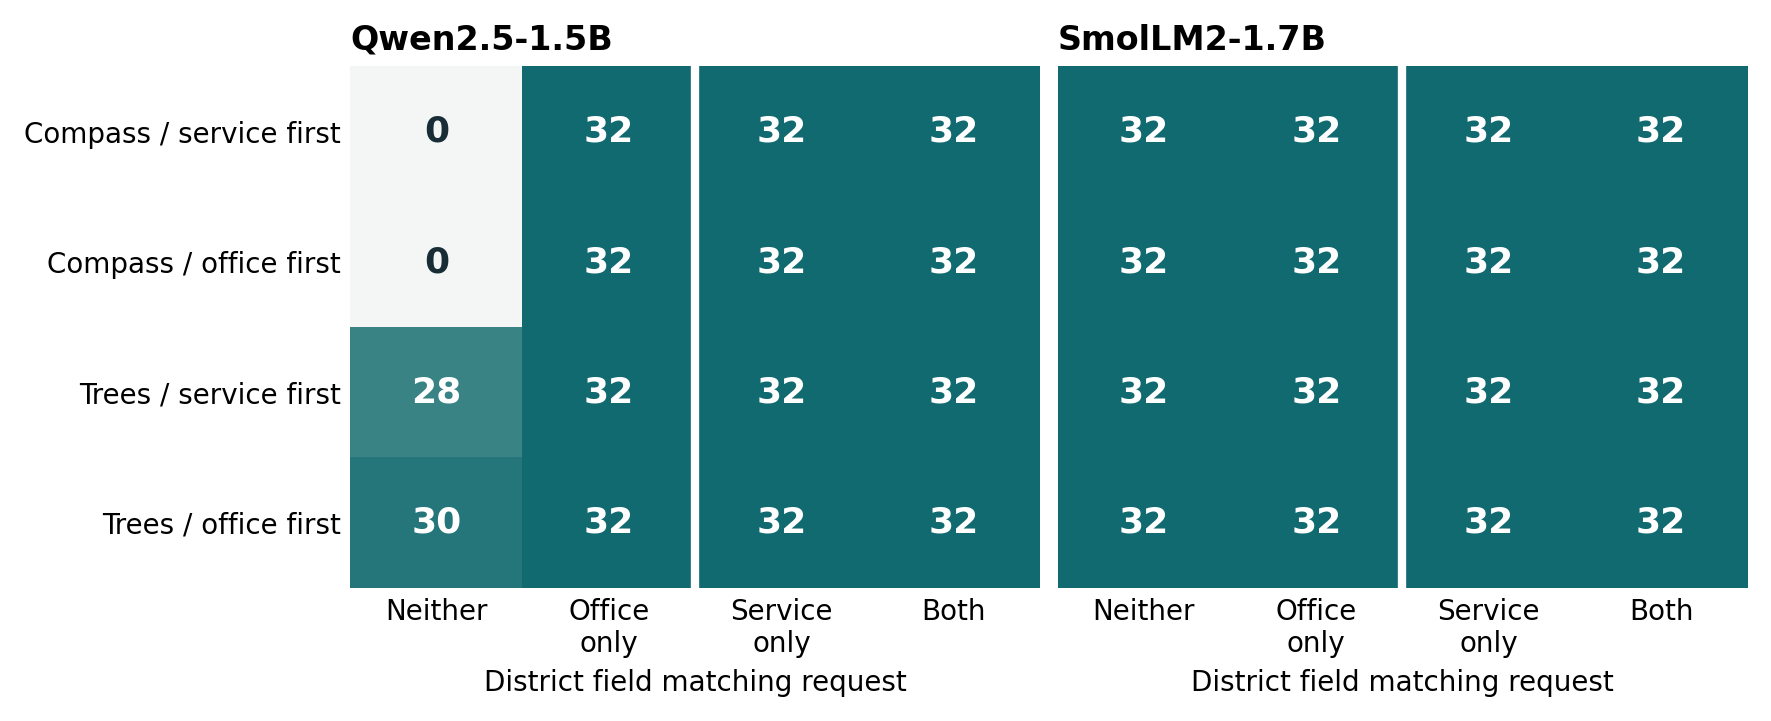 Qwen2.5-1.5B SmolLM2-1.7B
Compass / service first 0 32 32 32 32 32 32 32
Compass / office first 0 32 32 32 32 32 32 32
Trees / service first 28 32 32 32 32 32 32 32
Trees / office first 30 32 32 32 32 32 32 32
Neither Office Service Both Neither Office Service Both
only only only only
District field matching request District field matching request